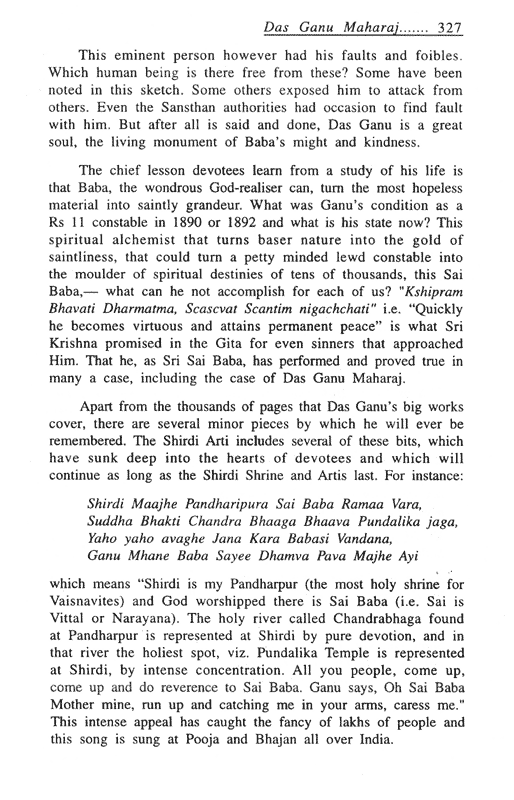 Das Ganu Maharaj....... 327
This eminent person however had his faults and foibles.
Which human being is there free from these? Some have been
noted in this sketch. Some others exposed him to attack from
others. Even the Sansthan authorities had occasion to find fault
with him. But after all is said and done, Das Ganu is a great
soul, the living monument of Baba's might and kindness.
The chief lesson devotees learn from a study of his life is
that Baba, the wondrous God-realiser can, turn the most hopeless
material into saintly grandeur. What was Ganu's condition as a
Rs 11 constable in 1890 or 1892 and what is his state now? This
spiritual alchemist that turns baser nature into the gold of
saintliness, that could turn a petty minded lewd constable into
the moulder of spiritual destinies of tens of thousands, this Sai
Baba,— what can he not accomplish for each of us? "Kshipram
Bhavati Dharmatma, Scascvat Scantim nigachchati" i.e. “Quickly
he becomes virtuous and attains permanent peace” is what Sri
Krishna promised in the Gita for even sinners that approached
Him. That he, as Sri Sai Baba, has performed and proved true in
many a case, including the case of Das Ganu Maharaj.
Apart from the thousands of pages that Das Ganu's big works
cover, there are several minor pieces by which he will ever be
remembered. The Shirdi Arti includes several of these bits, which
have sunk deep into the hearts of devotees and which will
continue as long as the Shirdi Shrine and Artis last. For instance:
Shirdi Maajhe Pandharipura Sai Baba Ramaa Vara,
Suddha Bhakti Chandra Bhaaga Bhaava Pundalika jaga,
Yaho yaho avaghe Jana Kara Babasi Vandana,
Ganu Mhane Baba Sayee Dhamva Pava Majhe Ayi
which means “Shirdi is my Pandharpur (the most holy shrine for
Vaisnavites) and God worshipped there is Sai Baba (i.e. Sai is
Vittal or Narayana). The holy river called Chandrabhaga found
at Pandharpur is represented at Shirdi by pure devotion, and in
that river the holiest spot, viz. Pundalika Temple is represented
at Shirdi, by intense concentration. All you people, come up,
come up and do reverence to Sai Baba. Ganu says, Oh Sai Baba
Mother mine, run up and catching me in your arms, caress me."
This intense appeal has caught the fancy of lakhs of people and
this song is sung at Pooja and Bhajan all over India.